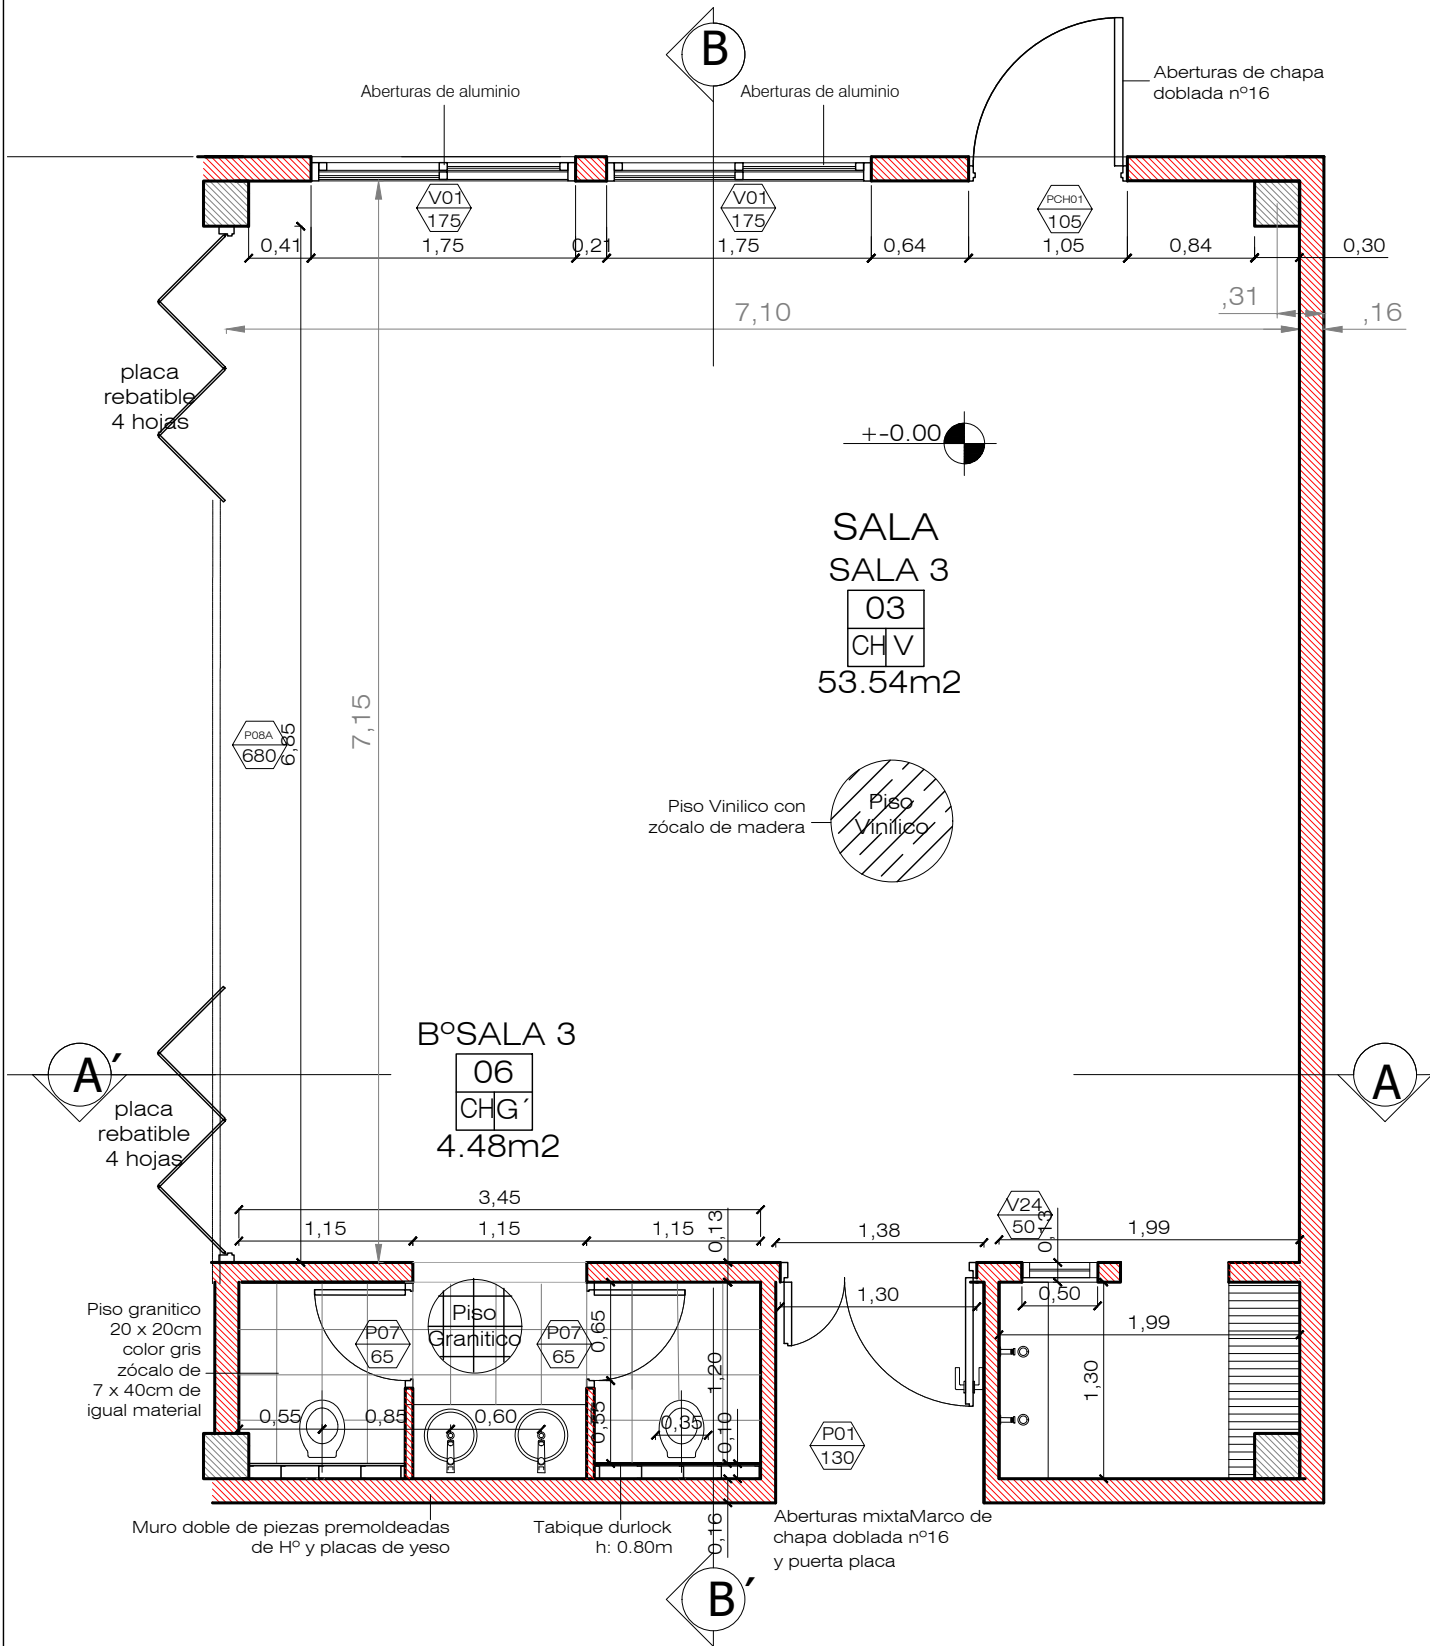 B
Aberturas de aluminio
Aberturas de aluminio
Aberturas de chapa
doblada nº16
V01
175
V01
175
PCH01
105
0,41
1,75
0,21
1,75
0,64
1,05
0,84
0,30
,31
7,10
,16
placa
rebatible
4 hojas
+-0.00
SALA
SALA 3
03
CH V
53.54m2
7,15
P08A
680
6,85
Piso Vinilico con
zócalo de madera
Piso
Vinilico
BºSALA 3
06
CH G´
4.48m2
A´
A
placa
rebatible
4 hojas
3,45
1,15
1,15
1,15
0,13
1,38
V24
50
0,13
1,99
1,30
0,50
1,99
1,30
Piso granitico
20 x 20cm
color gris
zócalo de
7 x 40cm de
igual material
Piso
Granitico
P07
65
P07
65
0,65
1,20
0,55
0,85
0,60
0,55
0,35
0,10
P01
130
Muro doble de piezas premoldeadas
de Hº y placas de yeso
Tabique durlock
h: 0.80m
0,16
Aberturas mixtaMarco de
chapa doblada nº16
y puerta placa
B´